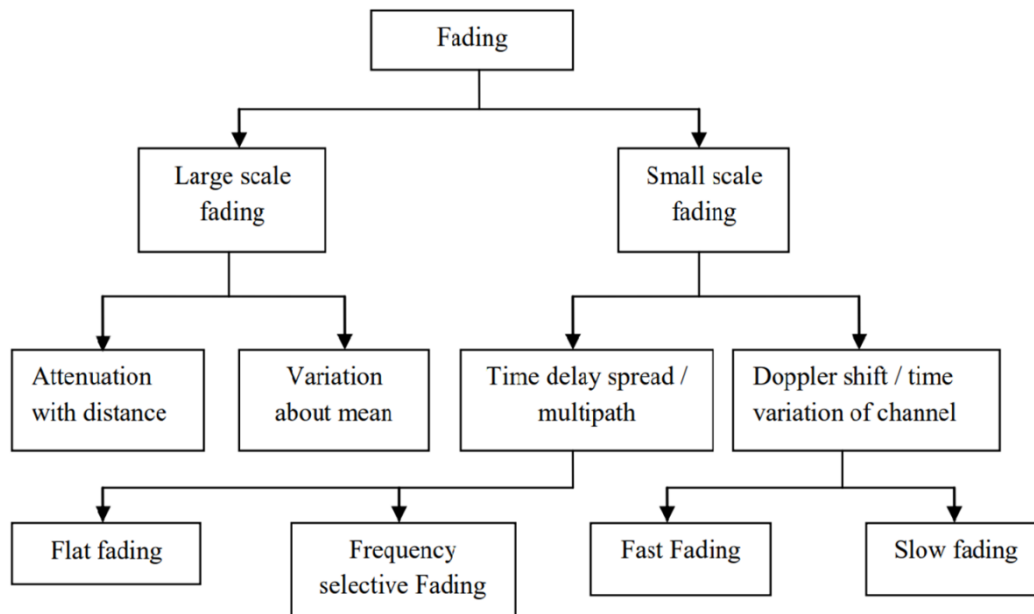 Fading
Large scale
fading
Small scale
fading
Attenuation
with distance
Variation
about mean
Time delay spread /
multipath
Doppler shift / time
variation of channel
Flat fading
Frequency
selective Fading
Fast Fading
Slow fading